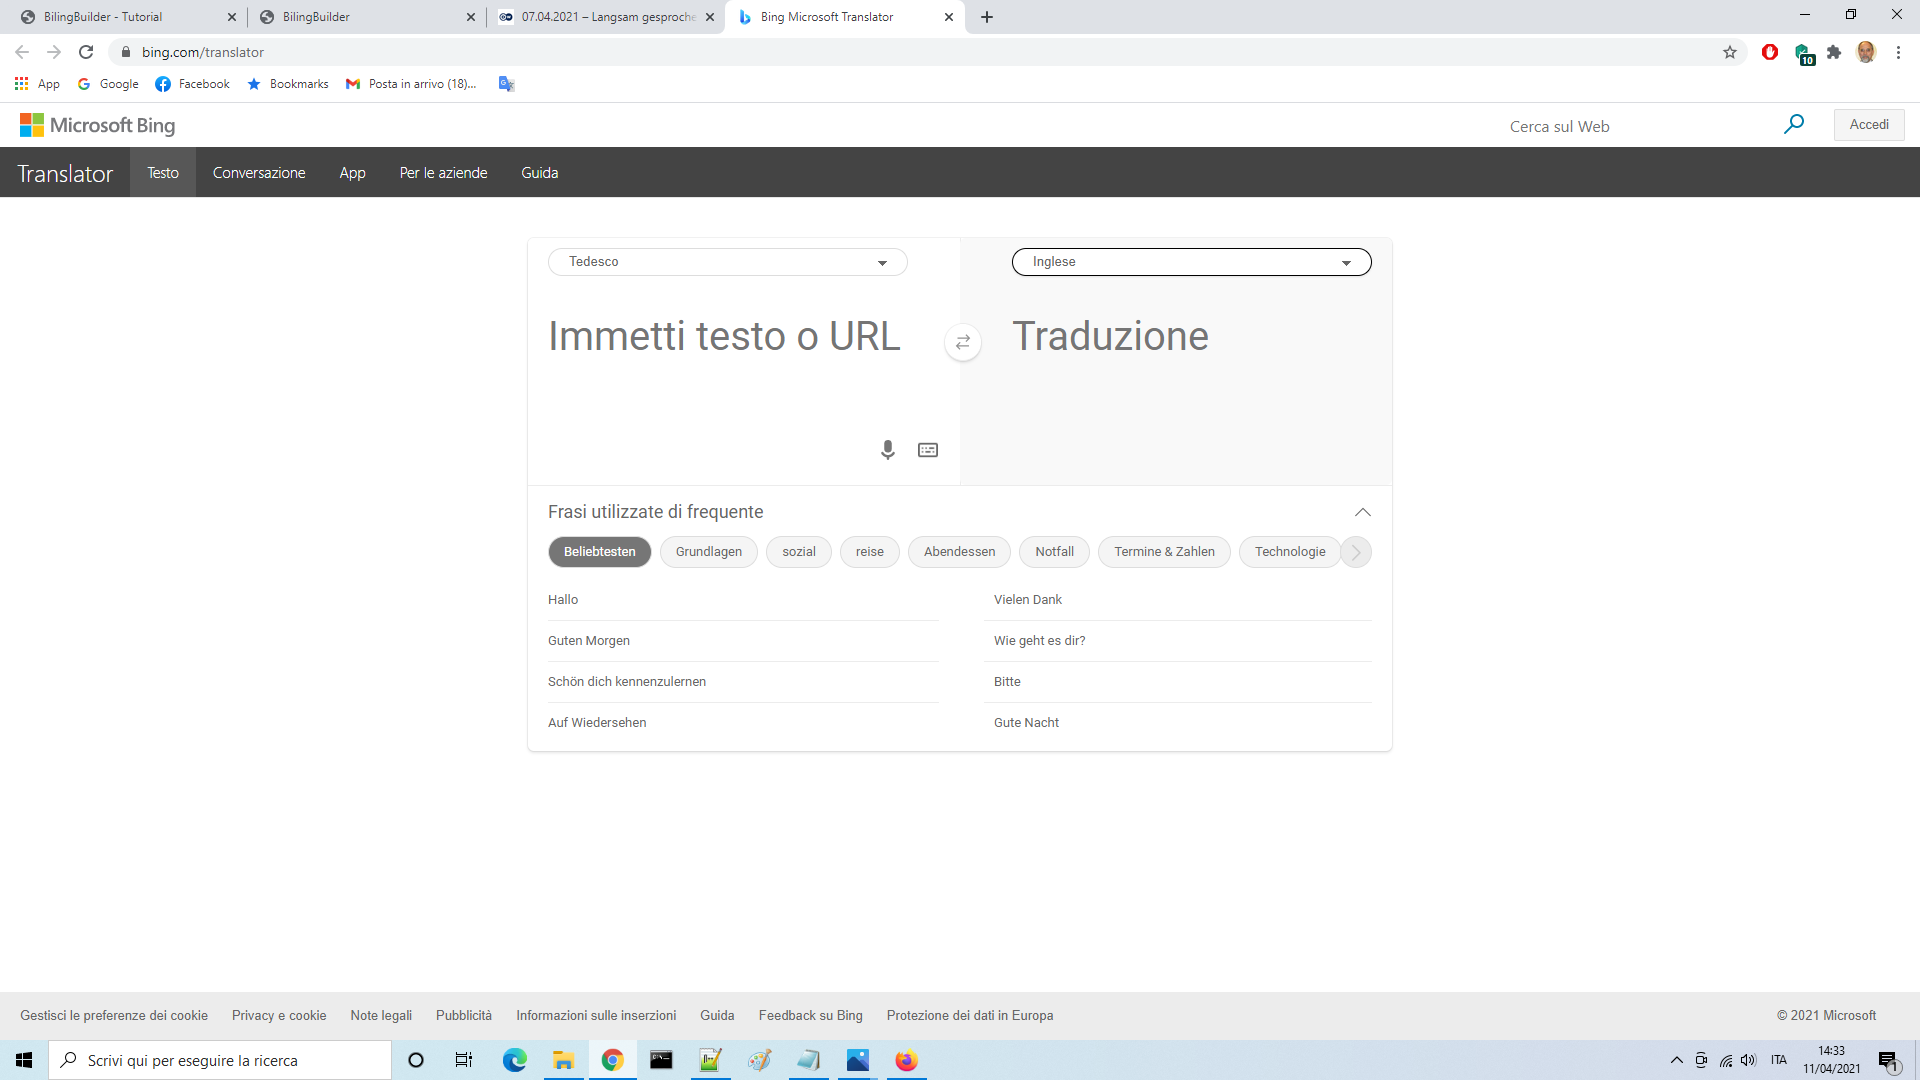 BilingBuilder - Tutorial
BilingBuilder
07.04.2021 – Langsam gesproche
Bing Microsoft Translator
bing.com/translator
10
App
Google
Facebook
Bookmarks
Posta in arrivo (18)...
Microsoft Bing
Cerca sul Web
Accedi
Translator
Testo
Conversazione
App
Per le aziende
Guida
Tedesco
Inglese
Immetti testo o URL
Traduzione
Frasi utilizzate di frequente
Beliebtesten
Grundlagen
sozial
reise
Abendessen
Notfall
Termine & Zahlen
Technologie
Hallo
Vielen Dank
Guten Morgen
Wie geht es dir?
Schön dich kennenzulernen
Bitte
Auf Wiedersehen
Gute Nacht
Gestisci le preferenze dei cookie
Privacy e cookie
Note legali
Pubblicità
Informazioni sulle inserzioni
Guida
Feedback su Bing
Protezione dei dati in Europa
© 2021 Microsoft
Scrivi qui per eseguire la ricerca
ITA
14:33
11/04/2021
1